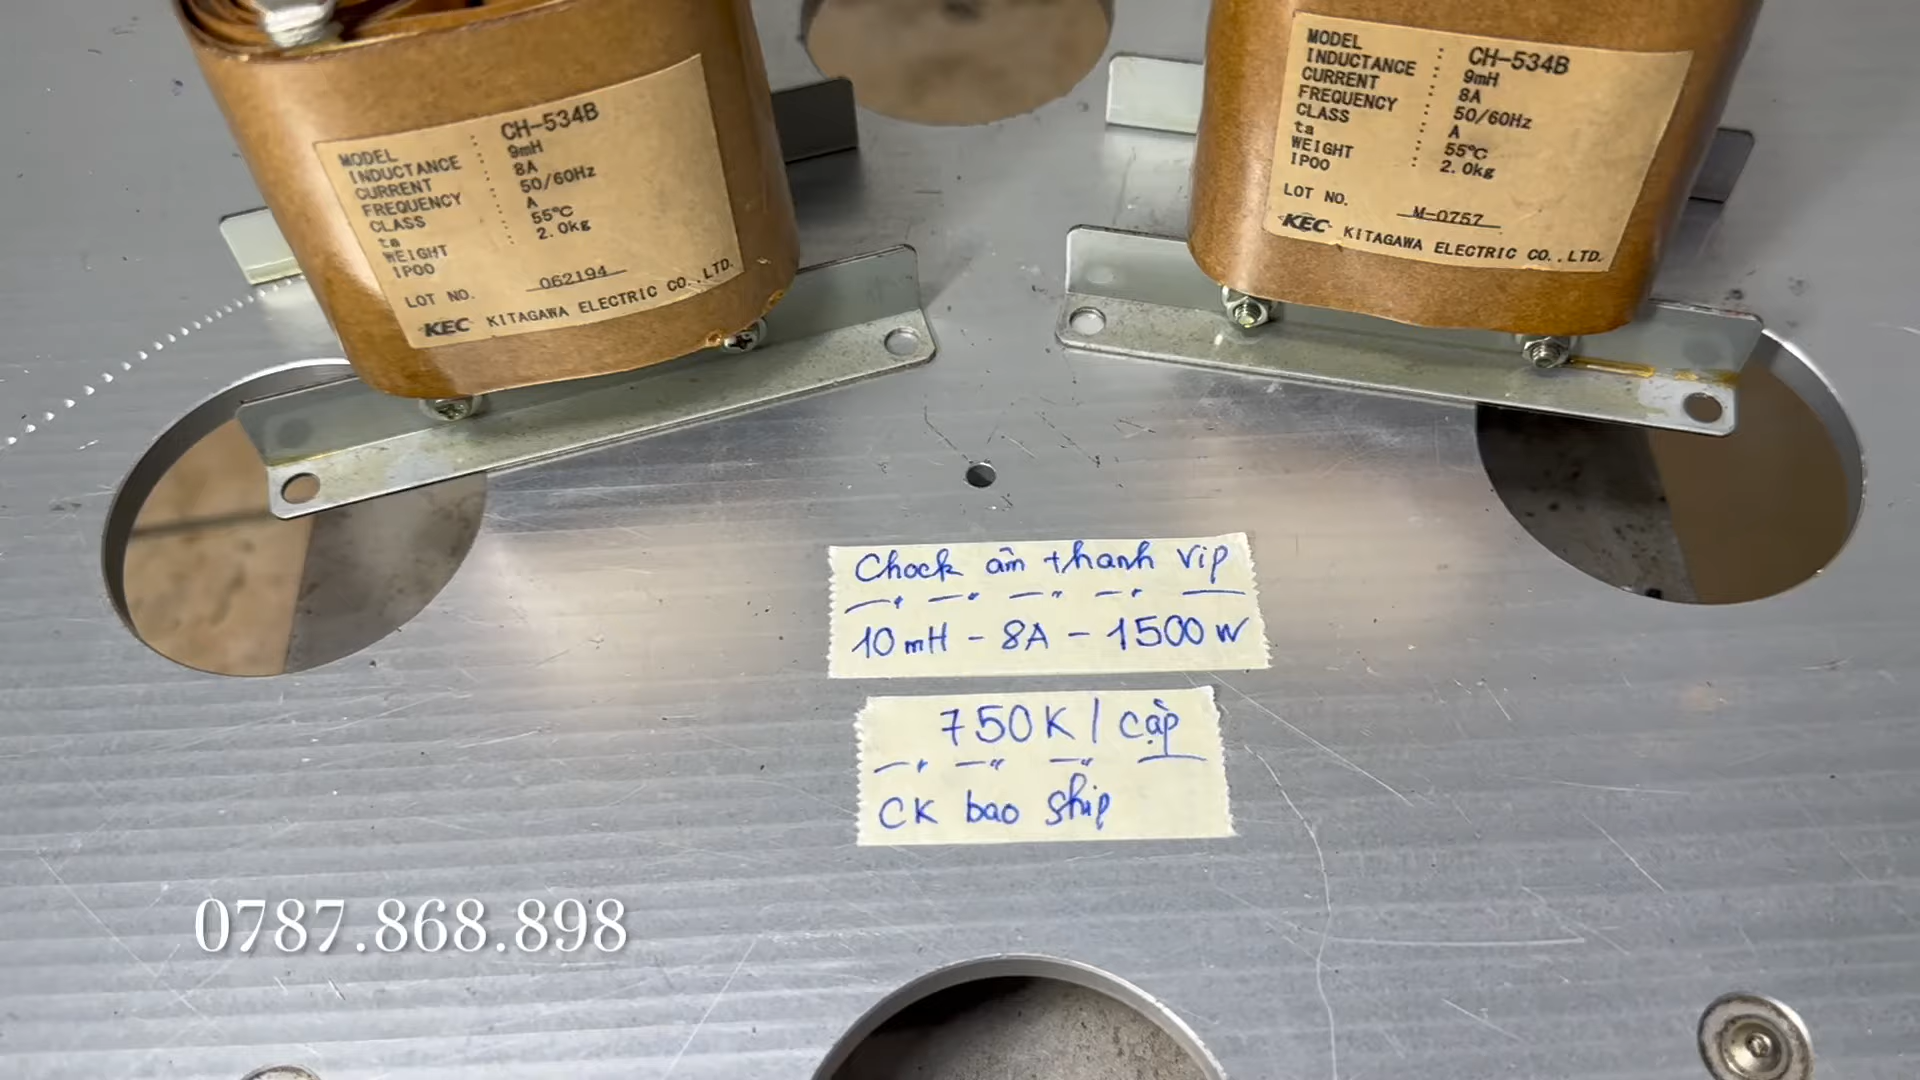 MODEL : CH-534B
INDUCTANCE : 9mH
CURRENT : 8A
FREQUENCY : 50/60Hz
CLASS : A
ta : 55℃
WEIGHT : 2.0kg
IP00
LOT NO. 062194
KEC KITAGAWA ELECTRIC CO.,LTD.
MODEL : CH-534B
INDUCTANCE : 9mH
CURRENT : 8A
FREQUENCY : 50/60Hz
CLASS : A
ta : 55℃
WEIGHT : 2.0kg
IP00
LOT NO. M-0757
KEC KITAGAWA ELECTRIC CO.,LTD.
Chock âm thanh vip
10mH - 8A - 1500W
750K / cặp
CK bao ship
0787.868.898